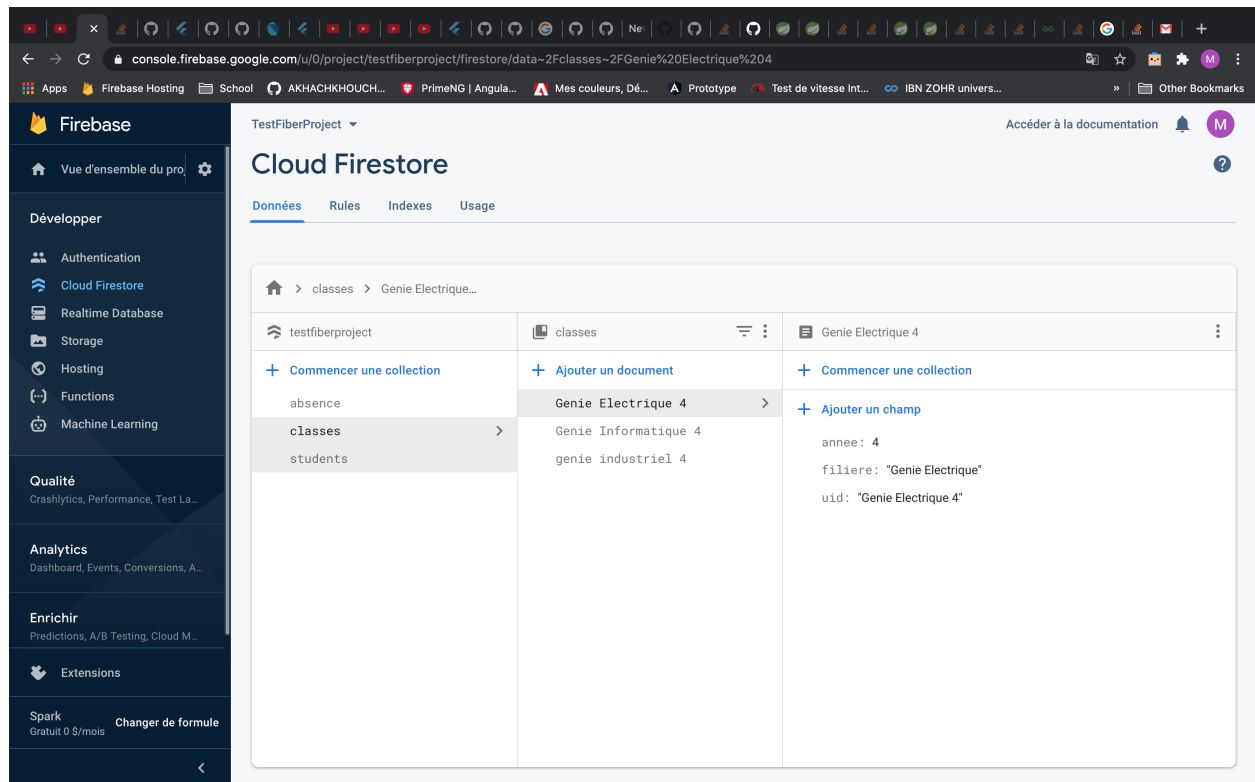 Nev
console.firebase.google.com/u/0/project/testfiberproject/firestore/data~2Fclasses~2FGenie%20Electrique%204
M
Apps Firebase Hosting School AKHACHKHOUCH... PrimeNG | Angula... Mes couleurs, Dé... Prototype Test de vitesse Int... IBN ZOHR univers... » Other Bookmarks
Firebase
Vue d'ensemble du proj
Développer
Authentication
Cloud Firestore
Realtime Database
Storage
Hosting
Functions
Machine Learning
Qualité
Crashlytics, Performance, Test La...
Analytics
Dashboard, Events, Conversions, A...
Enrichir
Predictions, A/B Testing, Cloud M...
Extensions
Spark
Gratuit 0 $/mois
Changer de formule
TestFiberProject
Accéder à la documentation
M
Cloud Firestore
Données Rules Indexes Usage
classes > Genie Electrique...
testfiberproject
+ Commencer une collection
absence
classes
students
classes
+ Ajouter un document
Genie Electrique 4
Genie Informatique 4
genie industriel 4
Genie Electrique 4
+ Commencer une collection
+ Ajouter un champ
annee: 4
filiere: "Genie Electrique"
uid: "Genie Electrique 4"